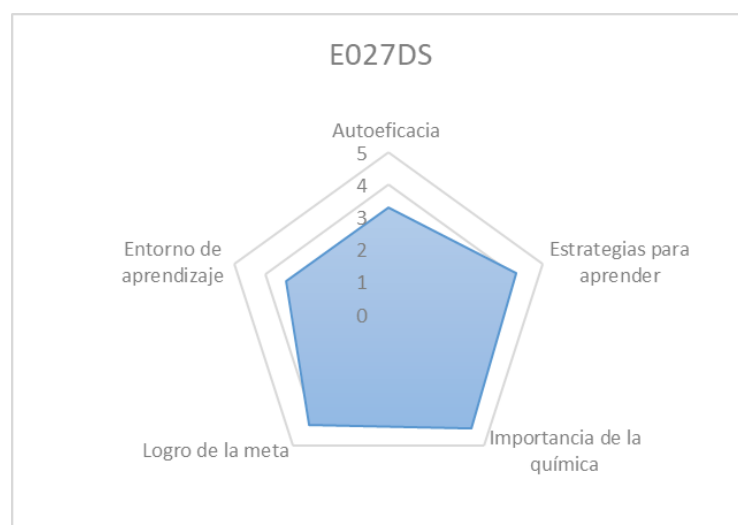 E027DS
Autoeficacia
5
4
3
2
1
0
Estrategias para
aprender
Importancia de la
química
Logro de la meta
Entorno de
aprendizaje